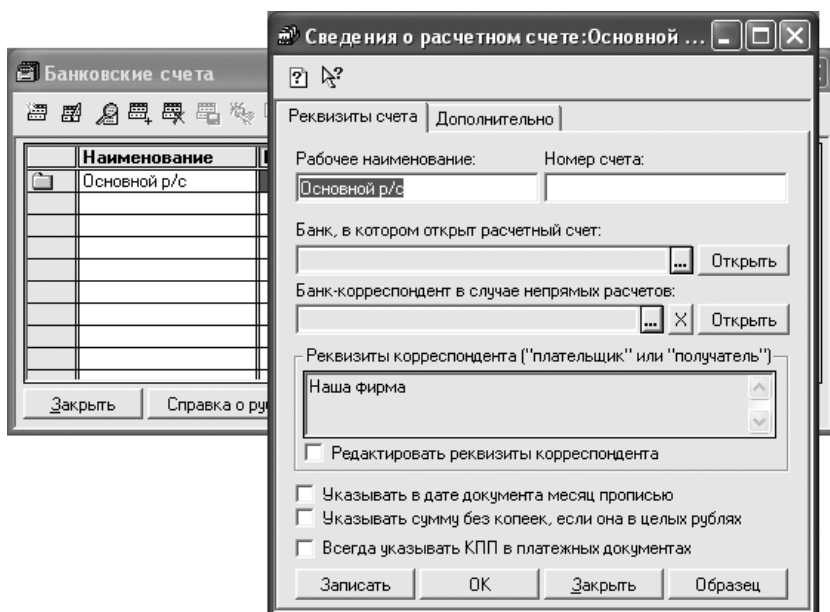 Банковские счета
Наименование
Основной р/с
Закрыть
Справка о
Сведения о расчетном счете:Основной ...
Реквизиты счета
Дополнительно
Рабочее наименование:
Номер счета:
Основной р/с
Банк, в котором открыт расчетный счет:
... Открыть
Банк-корреспондент в случае непрямых расчетов:
... X Открыть
Реквизиты корреспондента ("плательщик" или "получатель")
Наша фирма
Редактировать реквизиты корреспондента
Указывать в дате документа месяц прописью
Указывать сумму без копеек, если она в целых рублях
Всегда указывать КПП в платежных документах
Записать
OK
Закрыть
Образец